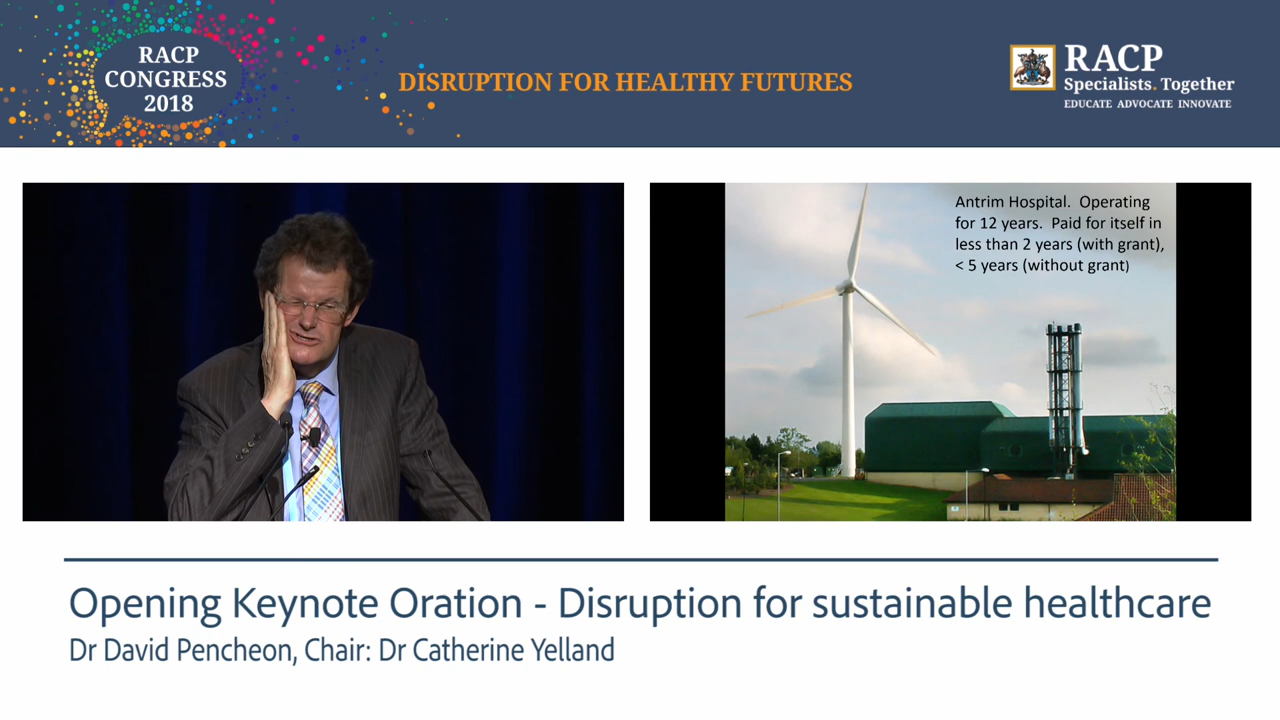 RACP
CONGRESS
2018
DISRUPTION FOR HEALTHY FUTURES
RACP
Specialists. Together
EDUCATE ADVOCATE INNOVATE
Antrim Hospital. Operating
for 12 years. Paid for itself in
less than 2 years (with grant),
< 5 years (without grant)
Opening Keynote Oration - Disruption for sustainable healthcare
Dr David Pencheon, Chair: Dr Catherine Yelland